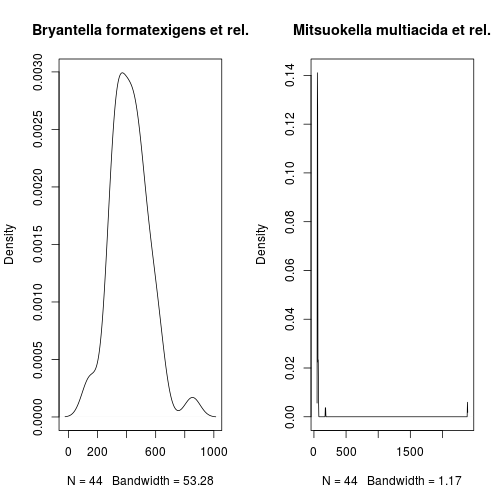 Bryantella formatexigens et rel.
Density
0.0000 0.0005 0.0010 0.0015 0.0020 0.0025 0.0030
0 200 600 1000
N = 44 Bandwidth = 53.28
Mitsuokella multiacida et rel.
Density
0.00 0.02 0.04 0.06 0.08 0.10 0.12 0.14
0 500 1500
N = 44 Bandwidth = 1.17